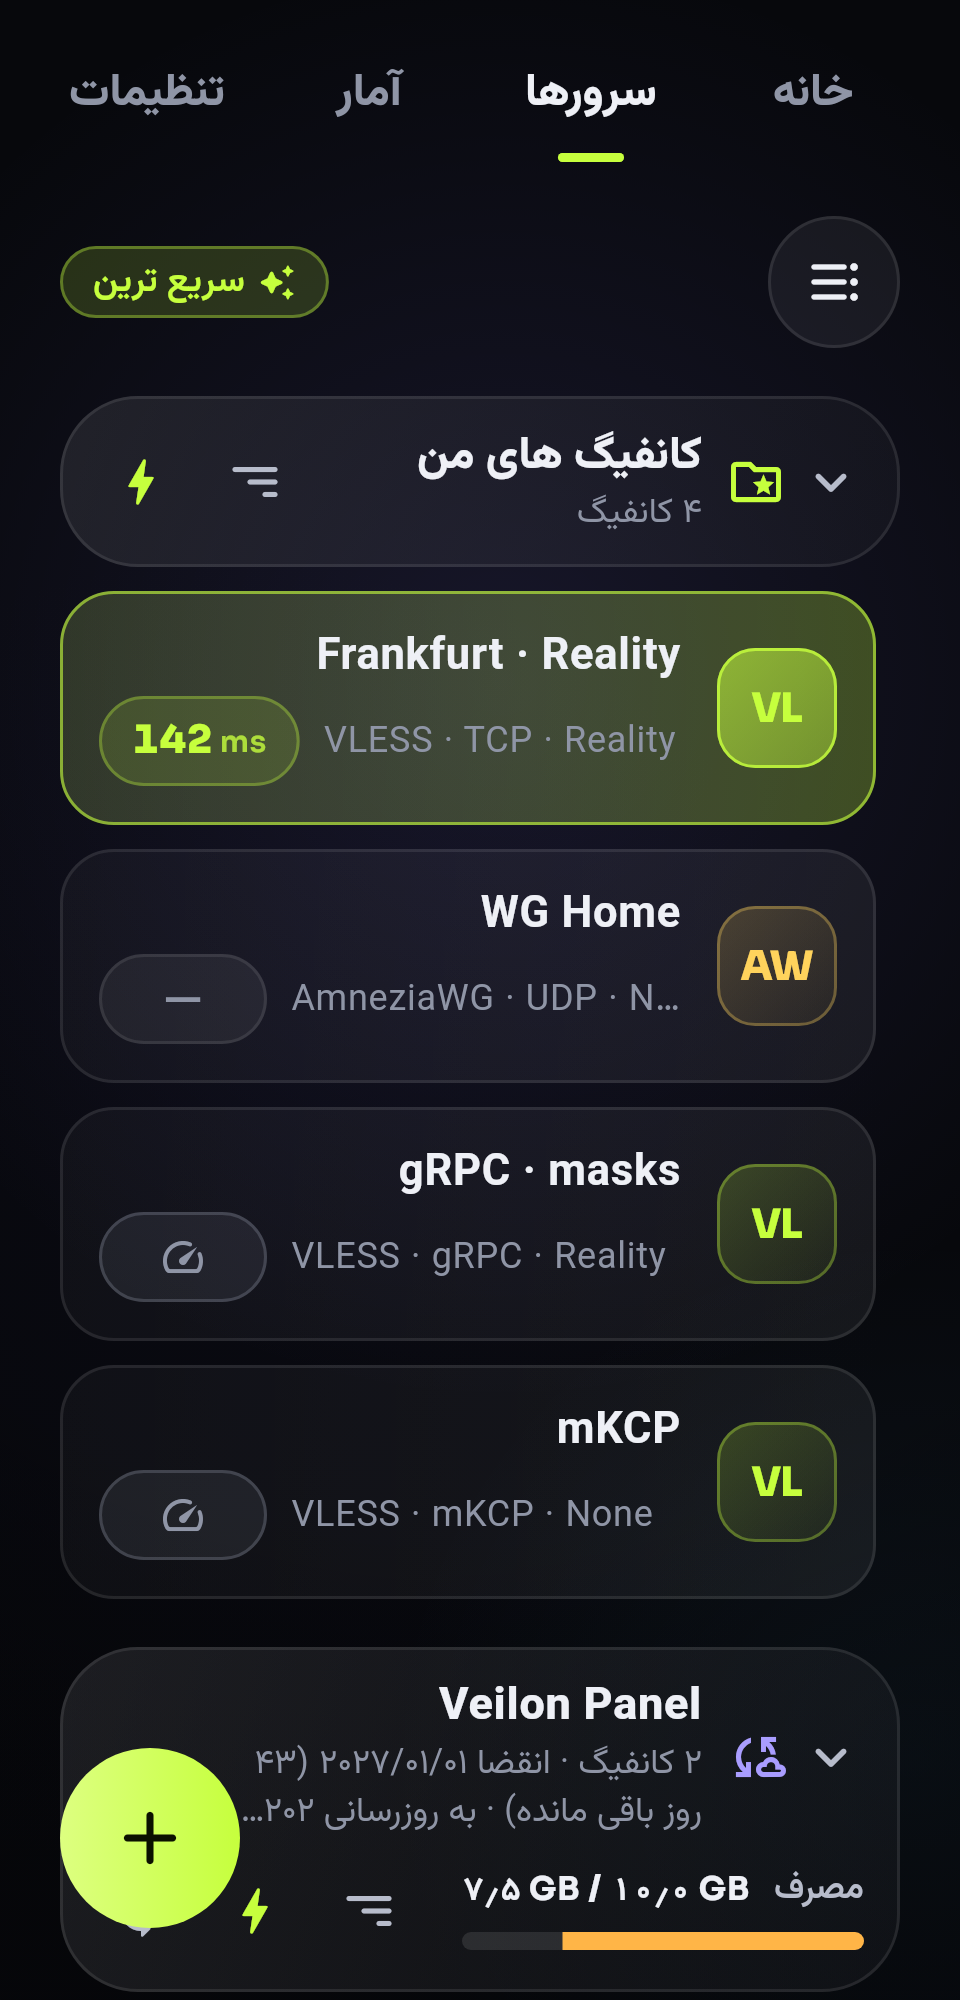 خانه
سرورها
آمار
تنظیمات
سریع ترین
کانفیگ های من
۴ کانفیگ
Frankfurt · Reality
VL
VLESS · TCP · Reality
142 ms
WG Home
AW
AmneziaWG · UDP · N…
—
gRPC · masks
VL
VLESS · gRPC · Reality
mKCP
VL
VLESS · mKCP · None
Veilon Panel
۲ کانفیگ · انقضا ۲۰۲۷/۰۱/۰۱ (۴۳
روز باقی مانده) · به روزرسانی ۲۰۲…
مصرف
۷٫۵ GB / ۱۰٫۰ GB